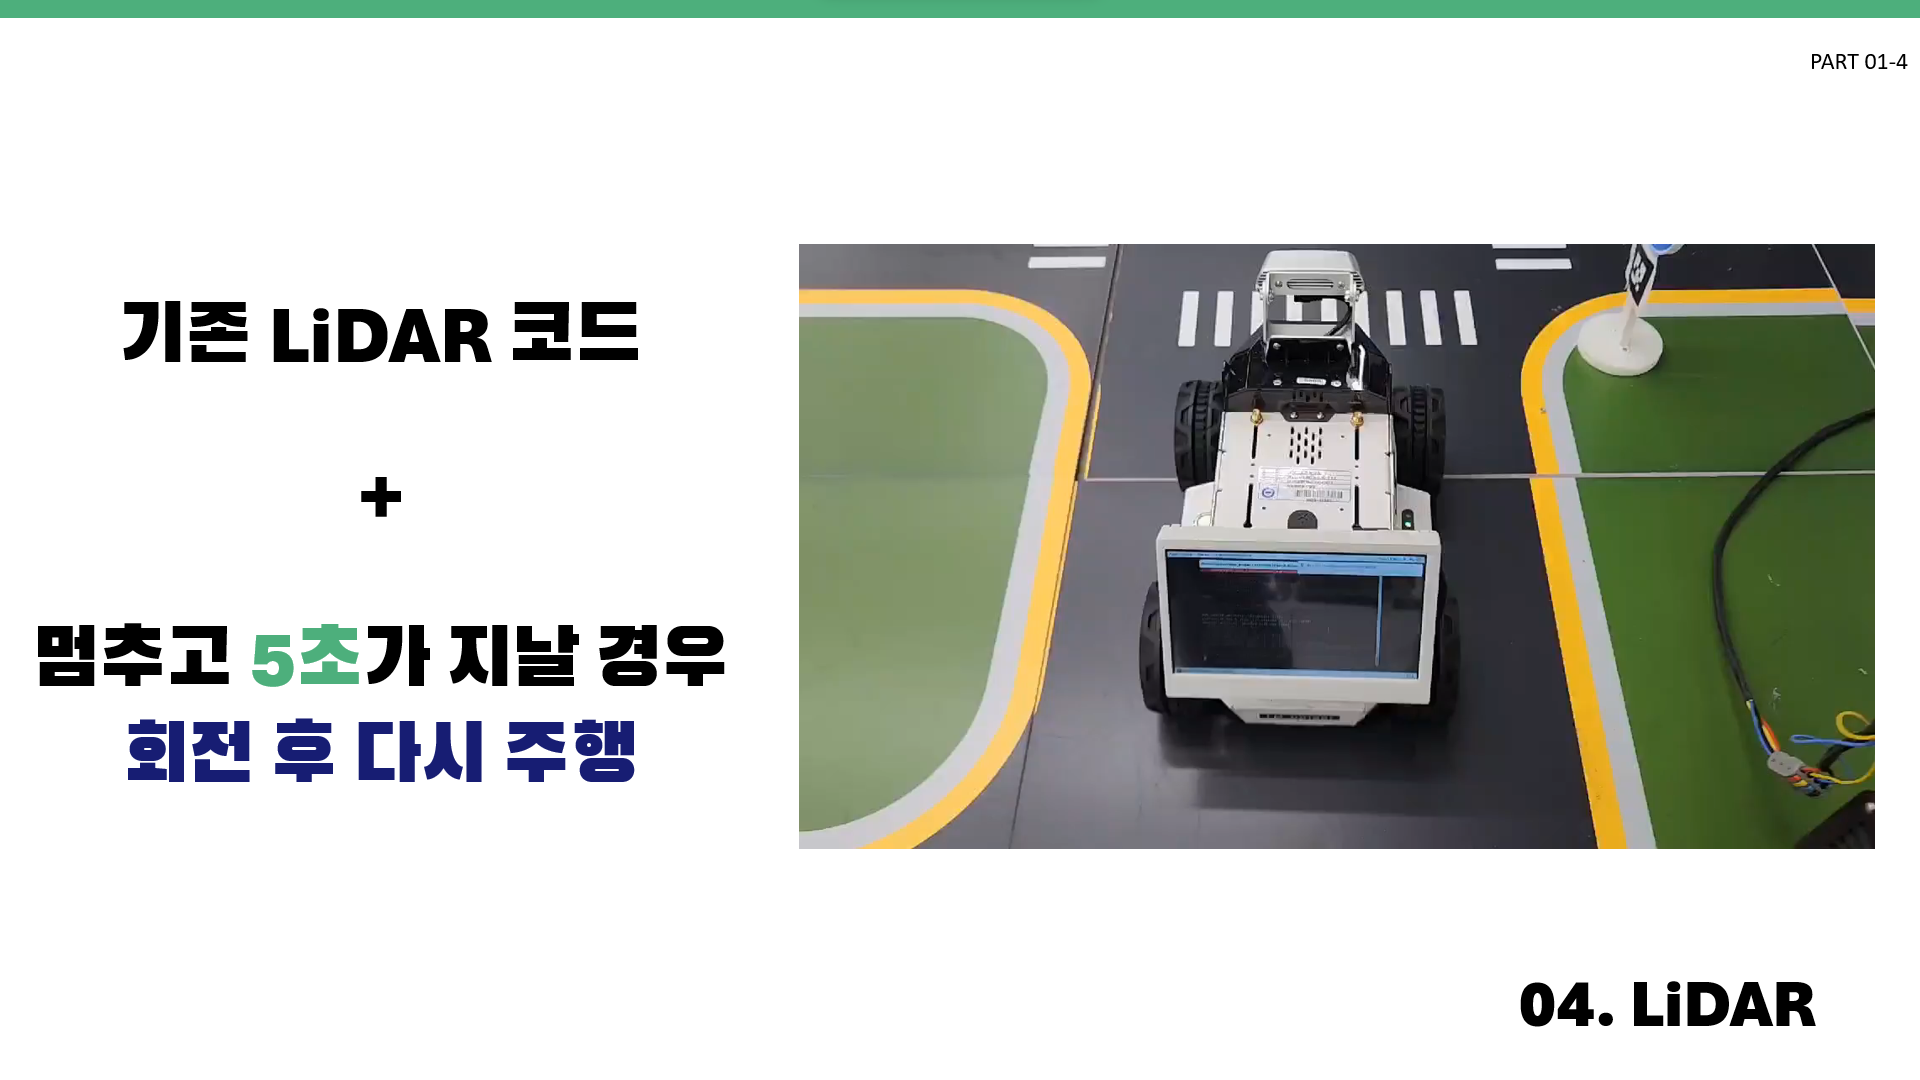 PART 01-4
기존 LiDAR 코드
+
멈추고 5초가 지날 경우
회전 후 다시 주행
04. LiDAR